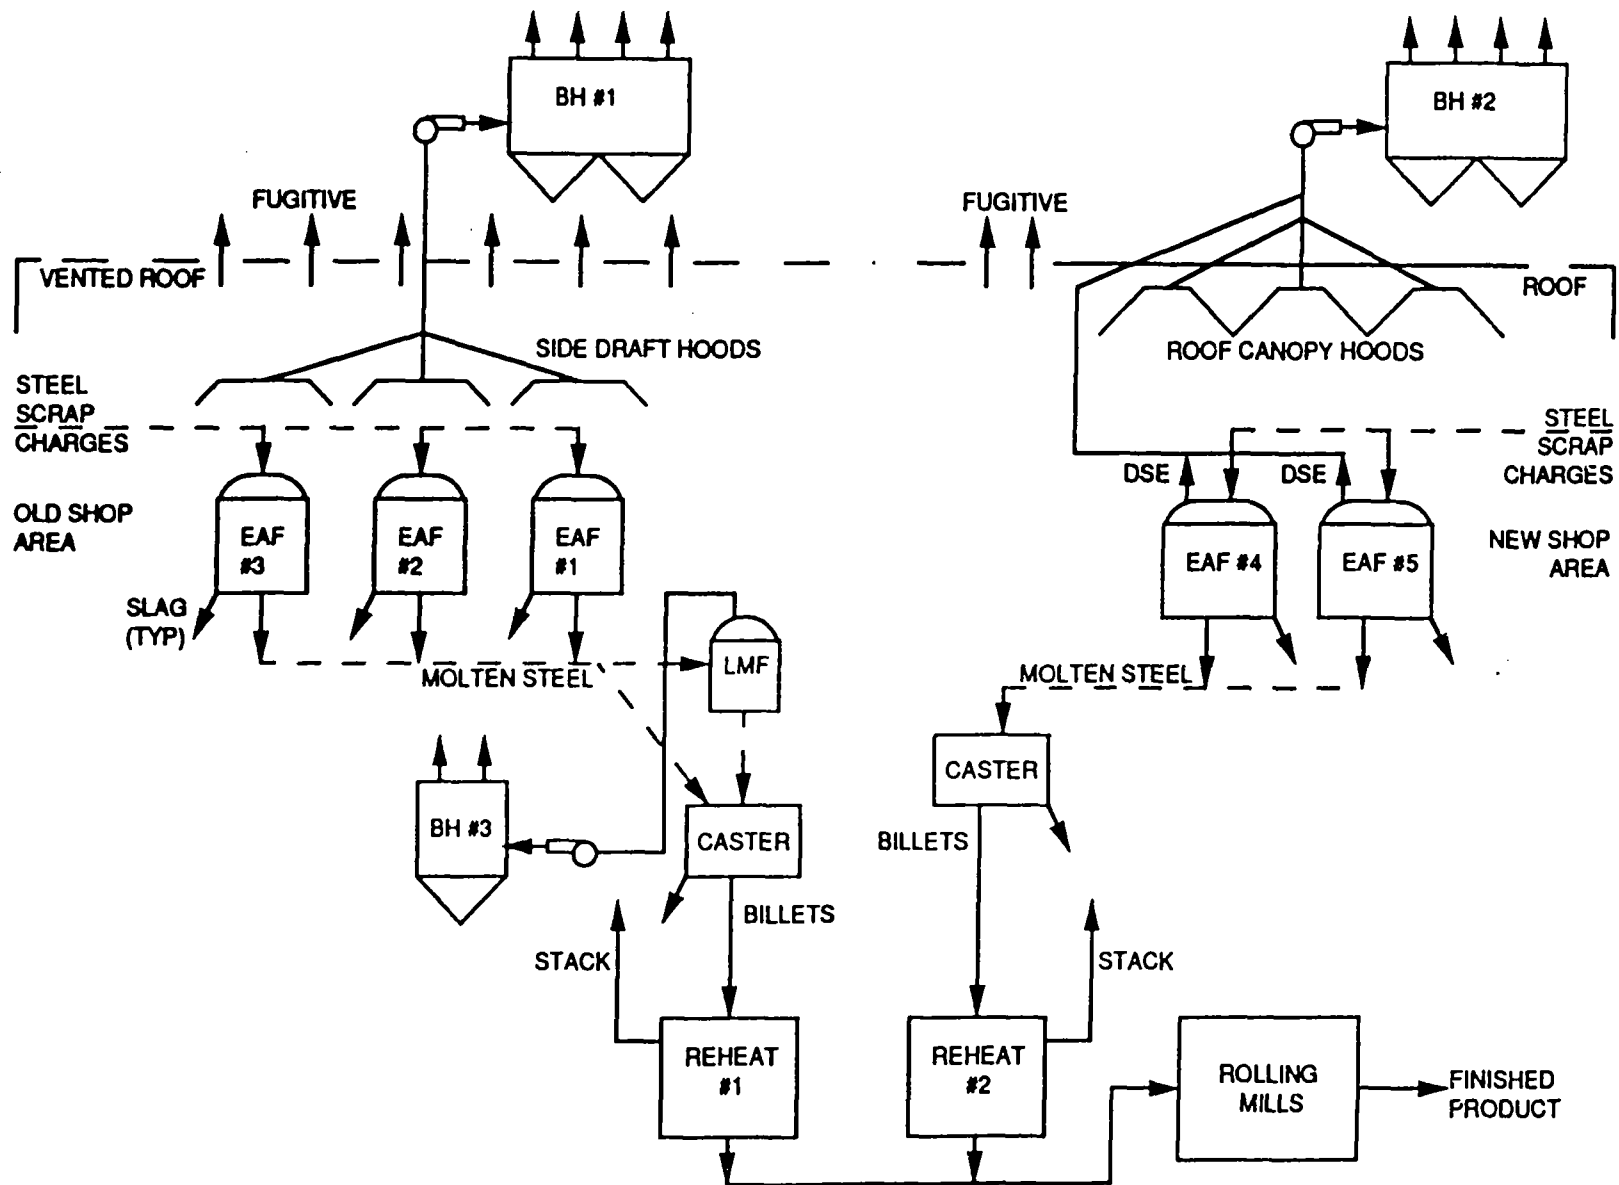 BH #1
BH #2
FUGITIVE
FUGITIVE
VENTED ROOF
ROOF
SIDE DRAFT HOODS
ROOF CANOPY HOODS
STEEL
SCRAP
CHARGES
STEEL
SCRAP
CHARGES
DSE
DSE
OLD SHOP
AREA
EAF
#3
EAF
#2
EAF
#1
EAF #4
EAF #5
NEW SHOP
AREA
SLAG
(TYP)
MOLTEN STEEL
LMF
MOLTEN STEEL
CASTER
BH #3
CASTER
BILLETS
BILLETS
STACK
STACK
REHEAT
#1
REHEAT
#2
ROLLING
MILLS
FINISHED
PRODUCT